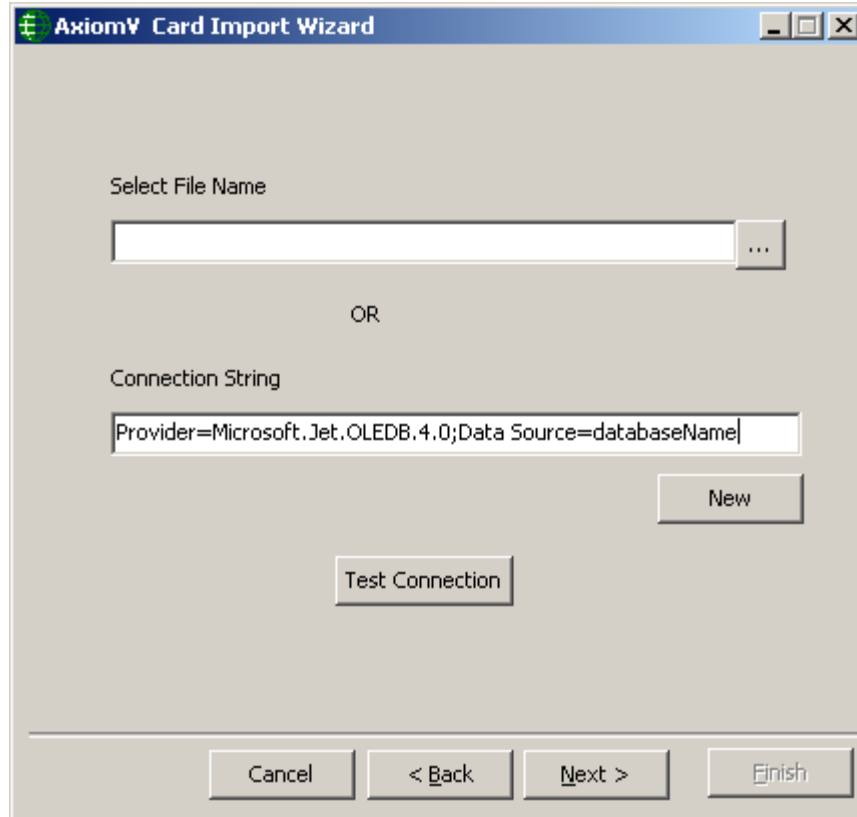 AxiomV Card Import Wizard
Select File Name
...
OR
Connection String
Provider=Microsoft.Jet.OLEDB.4.0;Data Source=databaseName
New
Test Connection
Cancel < Back Next > Finish